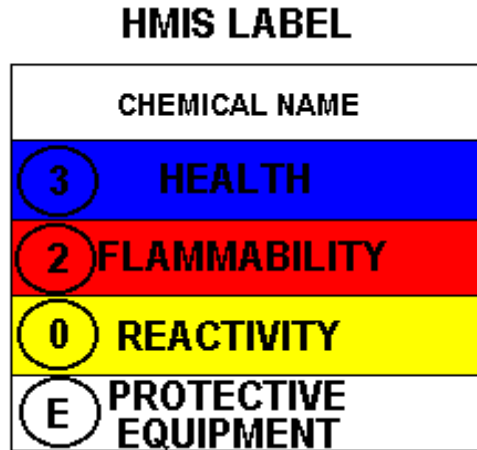 HMIS LABEL
CHEMICAL NAME
3 HEALTH
2 FLAMMABILITY
0 REACTIVITY
E PROTECTIVE
EQUIPMENT